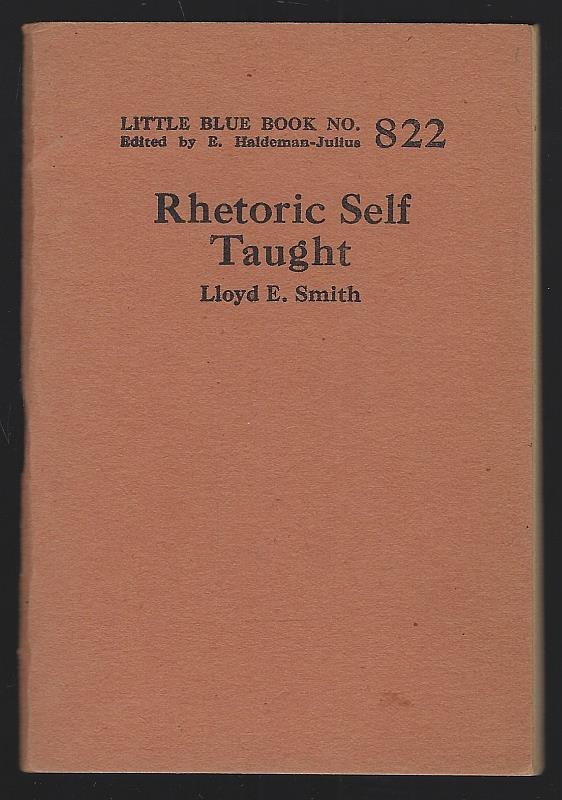 LITTLE BLUE BOOK NO. 822
Edited by E. Haldeman-Julius
Rhetoric Self
Taught
Lloyd E. Smith